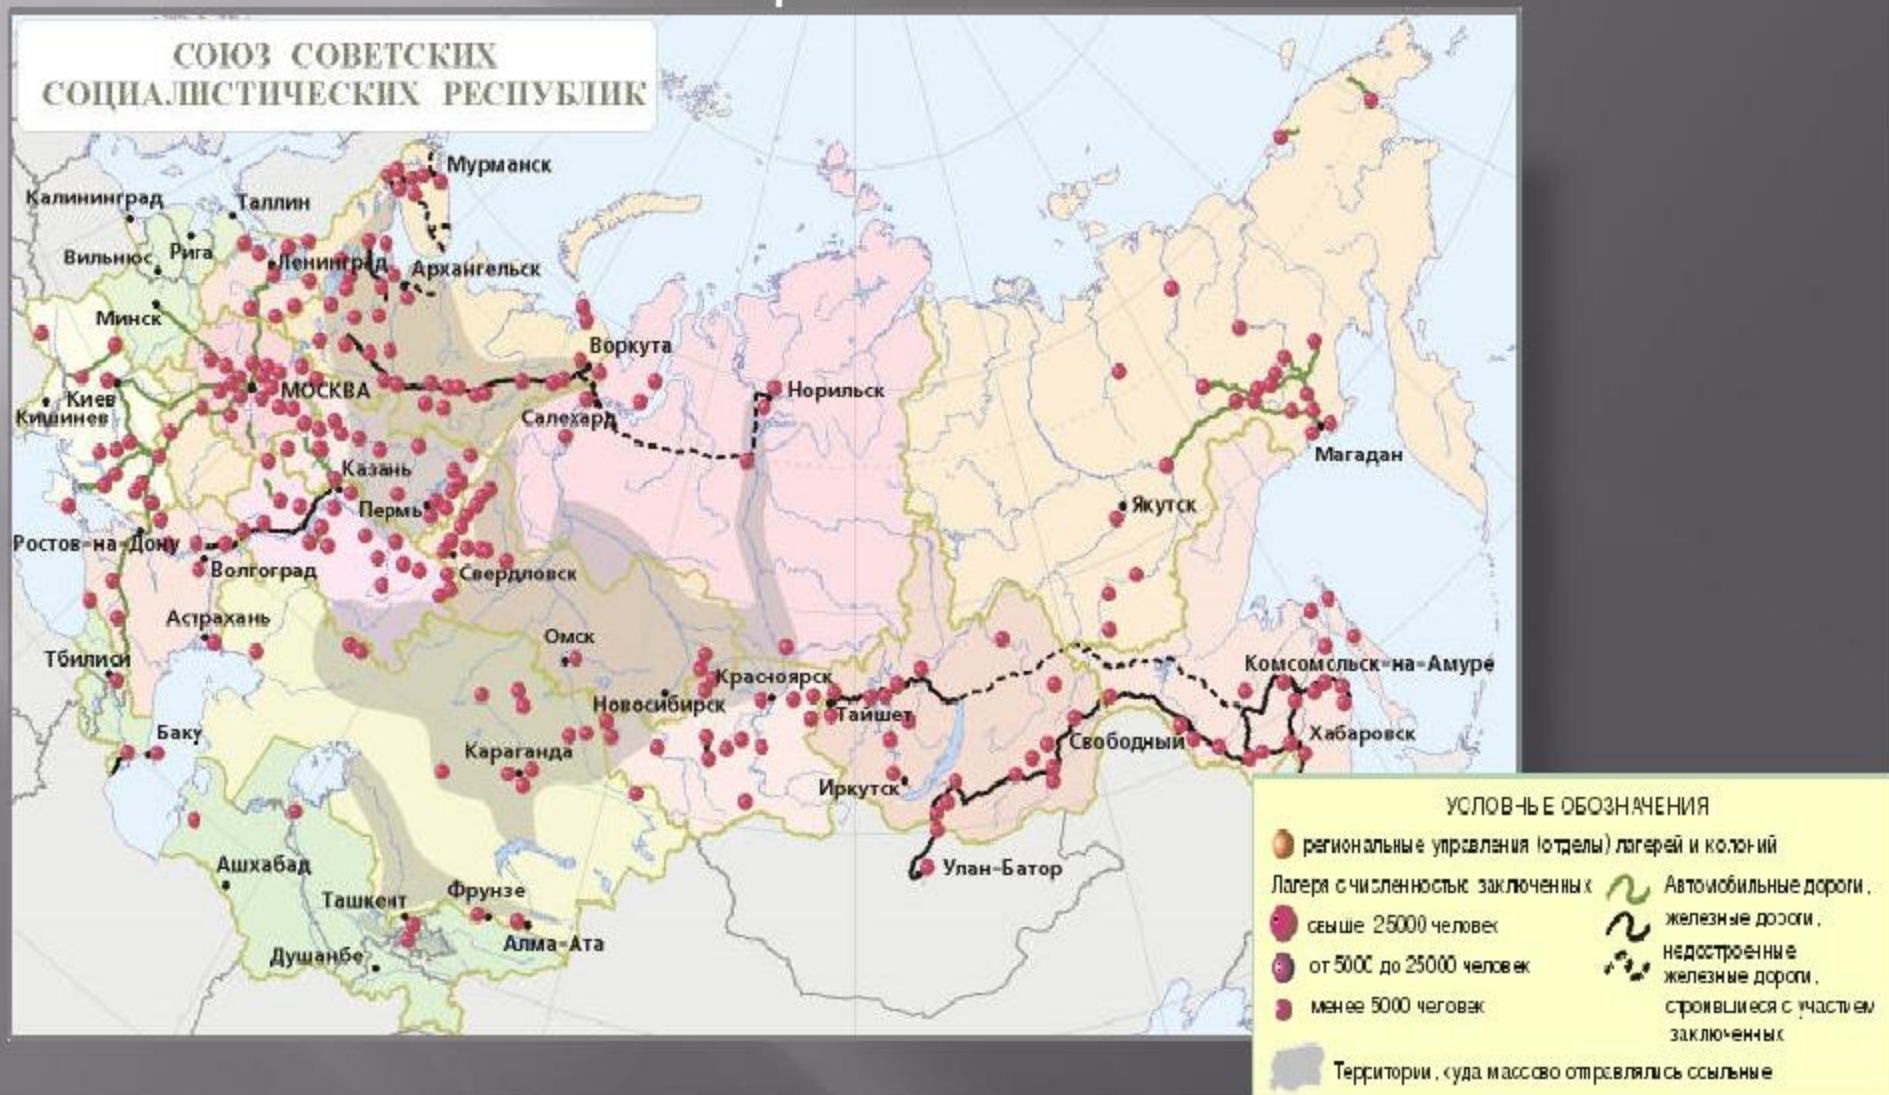 СОЮЗ СОВЕТСКИХ
СОЦИАЛИСТИЧЕСКИХ РЕСПУБЛИК
Мурманск
Калининград
Таллин
Вильнюс
Рига
Ленинград
Архангельск
Минск
Воркута
МОСКВА
Киев
Кишинев
Салехард
Норильск
Магадан
Казань
Пермь
Якутск
Ростов-на-Дону
Волгоград
Свердловск
Астрахань
Омск
Тбилиси
Комсомольск-на-Амуре
Красноярск
Новосибирск
Тайшет
Баку
Караганда
Свободный
Хабаровск
Иркутск
Ашхабад
Улан-Батор
Ташкент
Фрунзе
Алма-Ата
Душанбе
УСЛОВНЫЕ ОБОЗНАЧЕНИЯ
региональные управления (отделы) лагерей и колоний
Лагеря с численностью заключенных
свыше 25000 человек
от 5000 до 25000 человек
менее 5000 человек
Автомобильные дороги,
железные дороги,
недостроенные
железные дороги,
строившиеся с участием
заключенных
Территории, куда массово отправлялись ссыльные